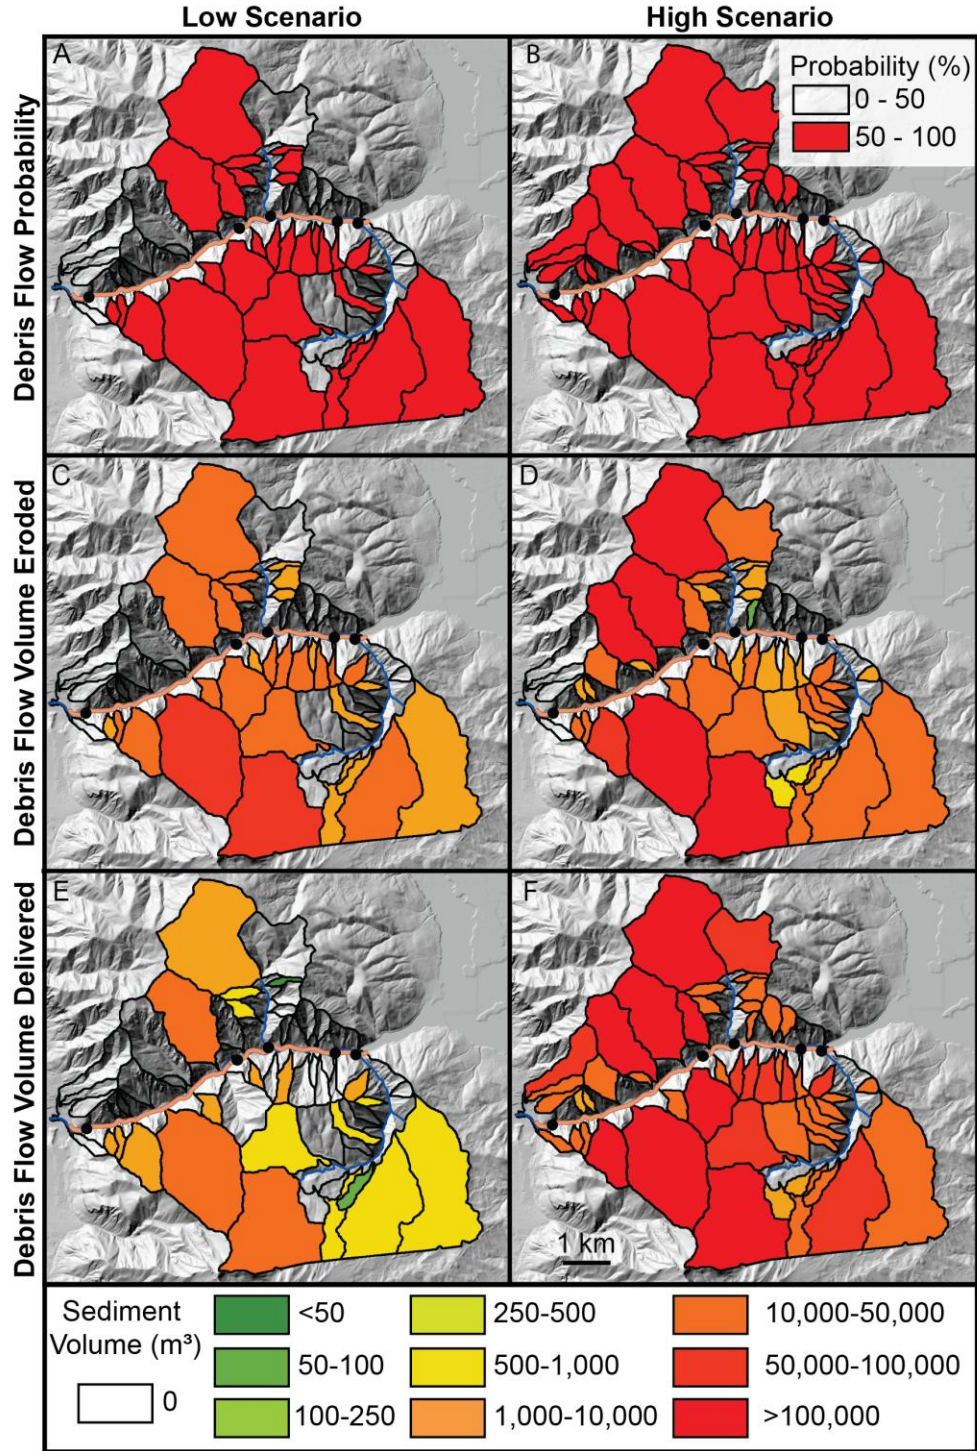 Low Scenario
High Scenario
Debris Flow Probability
A
B
Probability (%)
0 - 50
50 - 100
Debris Flow Volume Eroded
C
D
Debris Flow Volume Delivered
E
F
1 km
Sediment
Volume (m³)
0
<50
50-100
100-250
250-500
500-1,000
1,000-10,000
10,000-50,000
50,000-100,000
>100,000